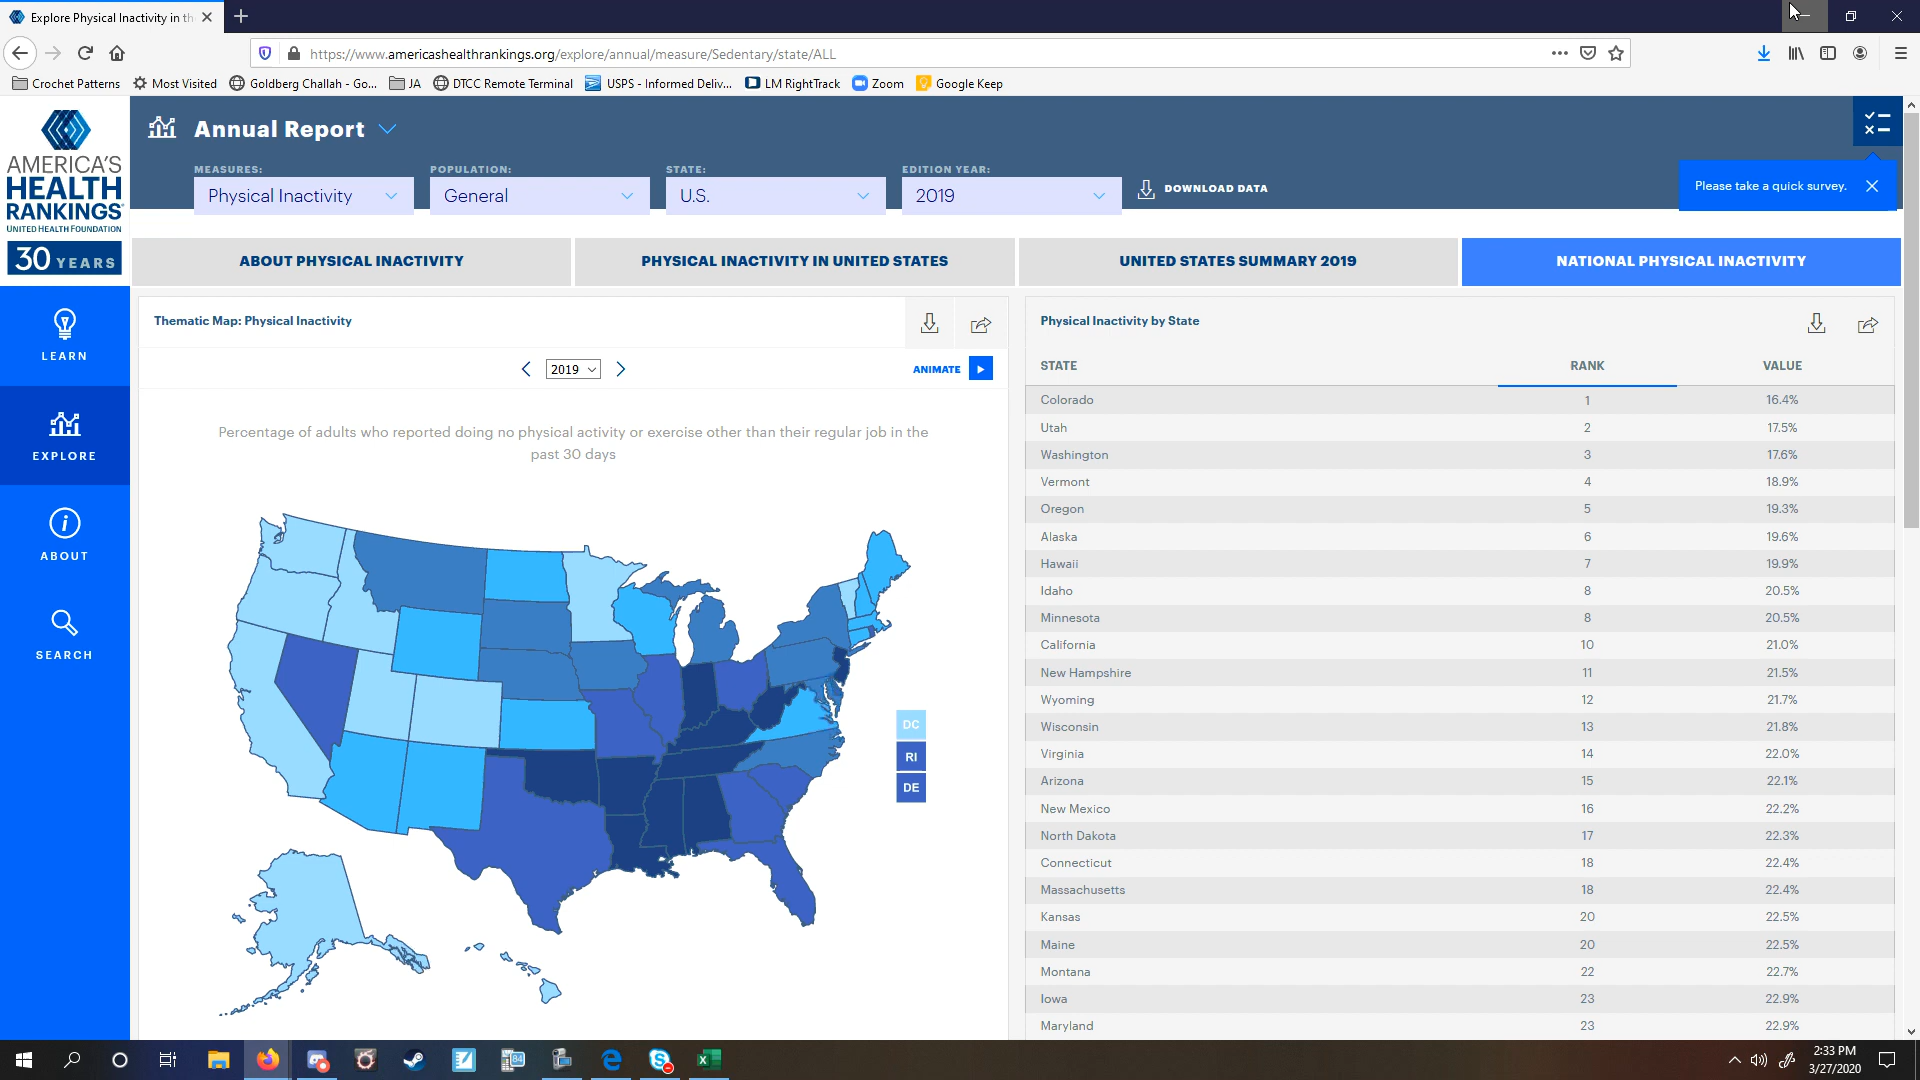 Explore Physical Inactivity in th
https://www.americashealthrankings.org/explore/annual/measure/Sedentary/state/ALL
Crochet Patterns Most Visited Goldberg Challah - Go... JA DTCC Remote Terminal USPS - Informed Deliv... LM RightTrack Zoom Google Keep
AMERICA'S
HEALTH
RANKINGS
UNITED HEALTH FOUNDATION
30 YEARS
LEARN
EXPLORE
ABOUT
SEARCH
Annual Report
MEASURES: POPULATION: STATE: EDITION YEAR:
Physical Inactivity General U.S. 2019 DOWNLOAD DATA
Please take a quick survey.
ABOUT PHYSICAL INACTIVITY PHYSICAL INACTIVITY IN UNITED STATES UNITED STATES SUMMARY 2019 NATIONAL PHYSICAL INACTIVITY
Thematic Map: Physical Inactivity
2019
ANIMATE
Percentage of adults who reported doing no physical activity or exercise other than their regular job in the
past 30 days
DC
RI
DE
Physical Inactivity by State
STATE RANK VALUE
Colorado 1 16.4%
Utah 2 17.5%
Washington 3 17.6%
Vermont 4 18.9%
Oregon 5 19.3%
Alaska 6 19.6%
Hawaii 7 19.9%
Idaho 8 20.5%
Minnesota 8 20.5%
California 10 21.0%
New Hampshire 11 21.5%
Wyoming 12 21.7%
Wisconsin 13 21.8%
Virginia 14 22.0%
Arizona 15 22.1%
New Mexico 16 22.2%
North Dakota 17 22.3%
Connecticut 18 22.4%
Massachusetts 18 22.4%
Kansas 20 22.5%
Maine 20 22.5%
Montana 22 22.7%
Iowa 23 22.9%
Maryland 23 22.9%
84
2:33 PM
3/27/2020